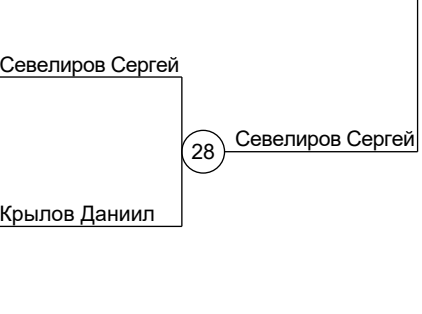 Севелиров Сергей
28
Севелиров Сергей
Крылов Даниил